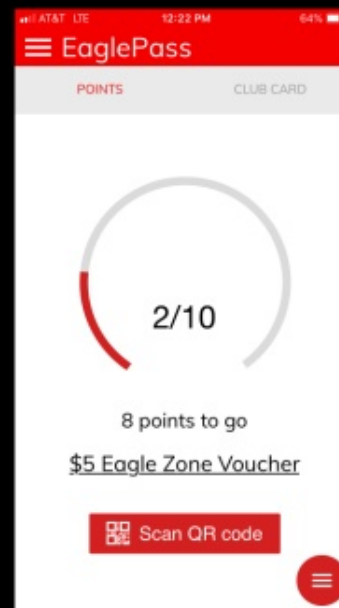 AT&T LTE 12:22 PM 64%
EaglePass
POINTS CLUB CARD
2/10
8 points to go
$5 Eagle Zone Voucher
Scan QR code